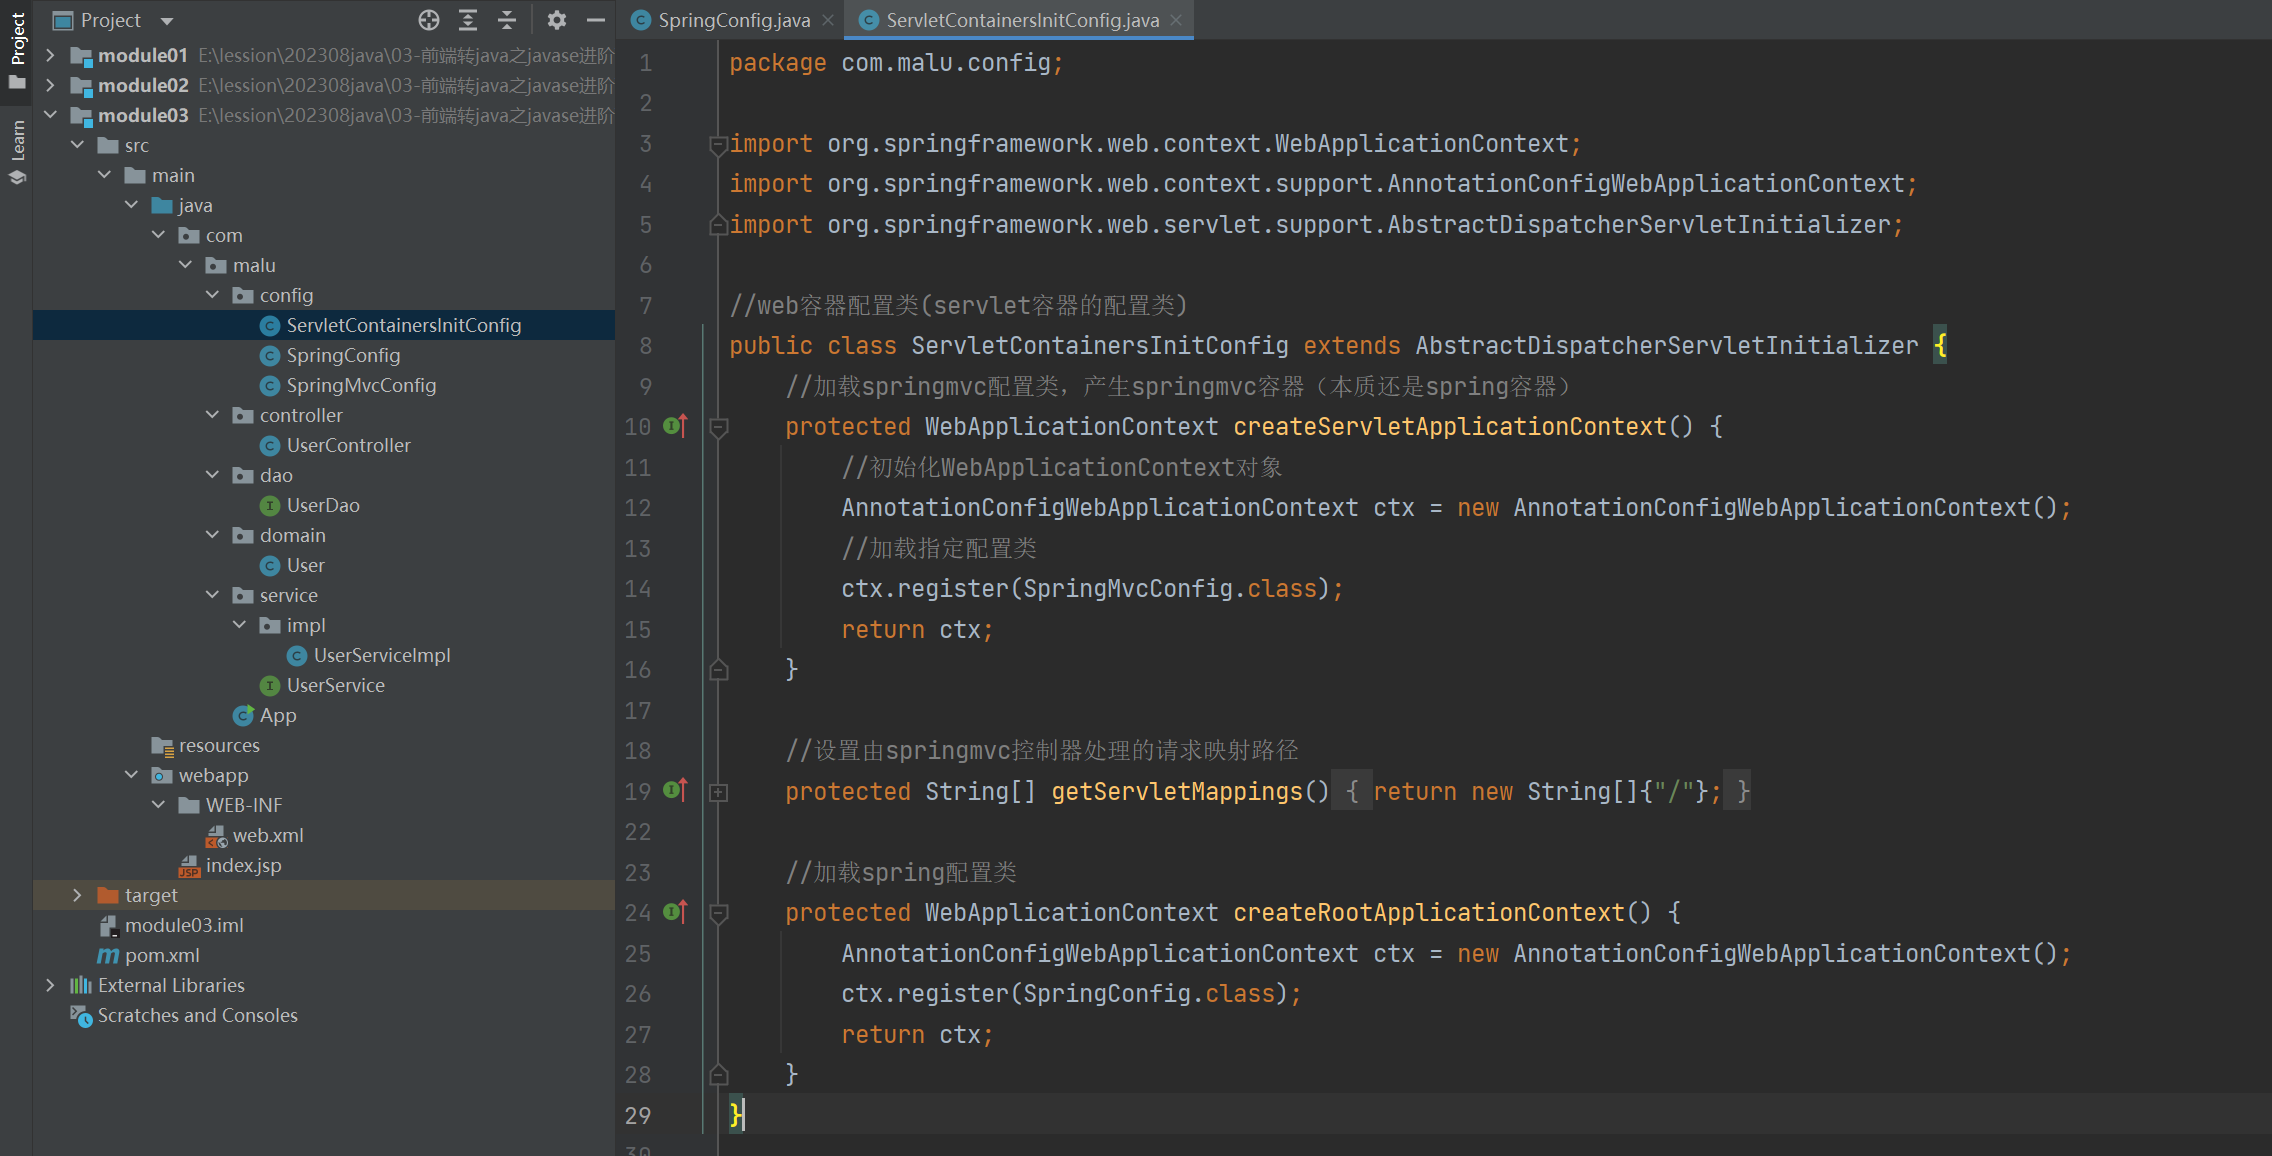 Project
Learn
Project
module01 E:\lession\202308java\03-前端转java之javase进阶
module02 E:\lession\202308java\03-前端转java之javase进阶
module03 E:\lession\202308java\03-前端转java之javase进阶
src
main
java
com
malu
config
ServletContainersInitConfig
SpringConfig
SpringMvcConfig
controller
UserController
dao
UserDao
domain
User
service
impl
UserServiceImpl
UserService
App
resources
webapp
WEB-INF
web.xml
index.jsp
target
module03.iml
pom.xml
External Libraries
Scratches and Consoles
SpringConfig.java
ServletContainersInitConfig.java
1 package com.malu.config;
2
3 import org.springframework.web.context.WebApplicationContext;
4 import org.springframework.web.context.support.AnnotationConfigWebApplicationContext;
5 import org.springframework.web.servlet.support.AbstractDispatcherServletInitializer;
6
7 //web容器配置类(servlet容器的配置类)
8 public class ServletContainersInitConfig extends AbstractDispatcherServletInitializer {
9 //加载springmvc配置类，产生springmvc容器（本质还是spring容器）
10 protected WebApplicationContext createServletApplicationContext() {
11 //初始化WebApplicationContext对象
12 AnnotationConfigWebApplicationContext ctx = new AnnotationConfigWebApplicationContext();
13 //加载指定配置类
14 ctx.register(SpringMvcConfig.class);
15 return ctx;
16 }
17
18 //设置由springmvc控制器处理的请求映射路径
19 protected String[] getServletMappings() { return new String[]{"/"}; }
22
23 //加载spring配置类
24 protected WebApplicationContext createRootApplicationContext() {
25 AnnotationConfigWebApplicationContext ctx = new AnnotationConfigWebApplicationContext();
26 ctx.register(SpringConfig.class);
27 return ctx;
28 }
29 }
30